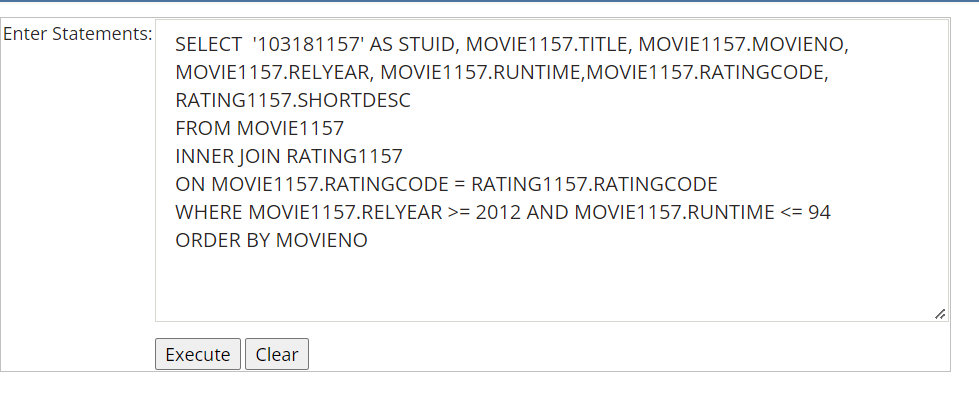 Enter Statements:
SELECT  '103181157' AS STUID, MOVIE1157.TITLE, MOVIE1157.MOVIENO,
MOVIE1157.RELYEAR, MOVIE1157.RUNTIME,MOVIE1157.RATINGCODE,
RATING1157.SHORTDESC
FROM MOVIE1157
INNER JOIN RATING1157
ON MOVIE1157.RATINGCODE = RATING1157.RATINGCODE
WHERE MOVIE1157.RELYEAR >= 2012 AND MOVIE1157.RUNTIME <= 94
ORDER BY MOVIENO
Execute Clear